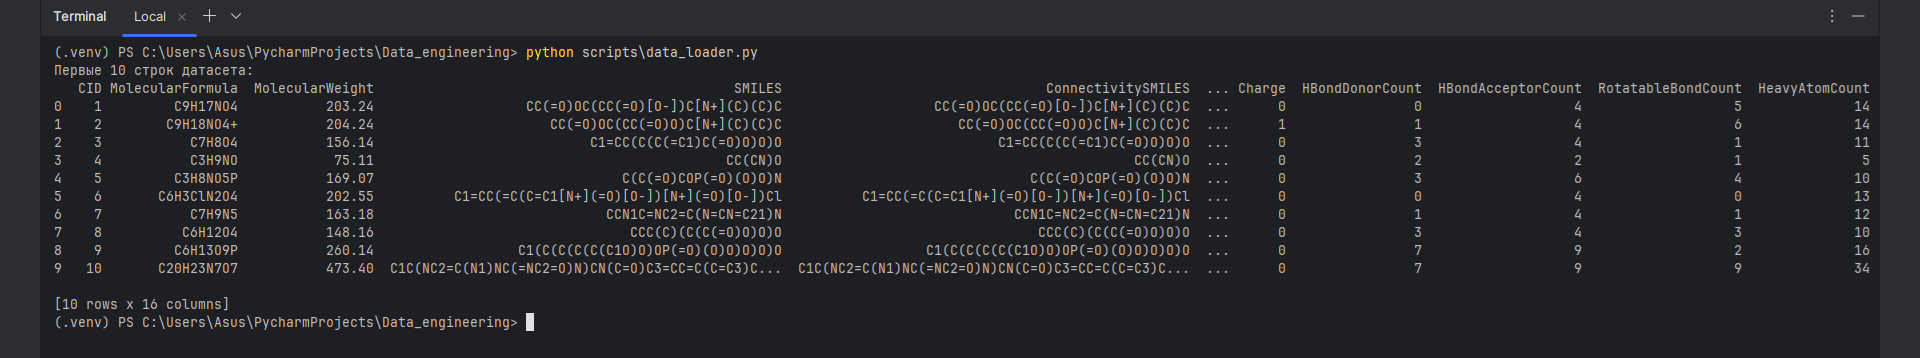 Terminal Local × + ⌄ ⋮ —
(.venv) PS C:\Users\Asus\PycharmProjects\Data_engineering> python scripts\data_loader.py
Первые 10 строк датасета:
CID MolecularFormula MolecularWeight SMILES ConnectivitySMILES ... Charge HBondDonorCount HBondAcceptorCount RotatableBondCount HeavyAtomCount
0 1 C9H17NO4 203.24 CC(=O)OC(CC(=O)[O-])C[N+](C)(C)C CC(=O)OC(CC(=O)[O-])C[N+](C)(C)C ... 0 0 4 5 14
1 2 C9H18NO4+ 204.24 CC(=O)OC(CC(=O)O)C[N+](C)(C)C CC(=O)OC(CC(=O)O)C[N+](C)(C)C ... 1 1 4 6 14
2 3 C7H8O4 156.14 C1=CC(C(C(=C1)C(=O)O)O)O C1=CC(C(C(=C1)C(=O)O)O)O ... 0 3 4 1 11
3 4 C3H9NO 75.11 CC(CN)O CC(CN)O ... 0 2 2 1 5
4 5 C3H8NO5P 169.07 C(C(=O)COP(=O)(O)O)N C(C(=O)COP(=O)(O)O)N ... 0 3 6 4 10
5 6 C6H3ClN2O4 202.55 C1=CC(=C(C=C1[N+](=O)[O-])[N+](=O)[O-])Cl C1=CC(=C(C=C1[N+](=O)[O-])[N+](=O)[O-])Cl ... 0 0 4 0 13
6 7 C7H9N5 163.18 CCN1C=NC2=C(N=CN=C21)N CCN1C=NC2=C(N=CN=C21)N ... 0 1 4 1 12
7 8 C6H12O4 148.16 CCC(C)(C(C(=O)O)O)O CCC(C)(C(C(=O)O)O)O ... 0 3 4 3 10
8 9 C6H13O9P 260.14 C1(C(C(C(C(C1O)O)OP(=O)(O)O)O)O)O C1(C(C(C(C(C1O)O)OP(=O)(O)O)O)O)O ... 0 7 9 2 16
9 10 C20H23N7O7 473.40 C1C(NC2=C(N1)NC(=NC2=O)N)CN(C=O)C3=CC=C(C=C3)C... C1C(NC2=C(N1)NC(=NC2=O)N)CN(C=O)C3=CC=C(C=C3)C... ... 0 7 9 9 34
[10 rows x 16 columns]
(.venv) PS C:\Users\Asus\PycharmProjects\Data_engineering>